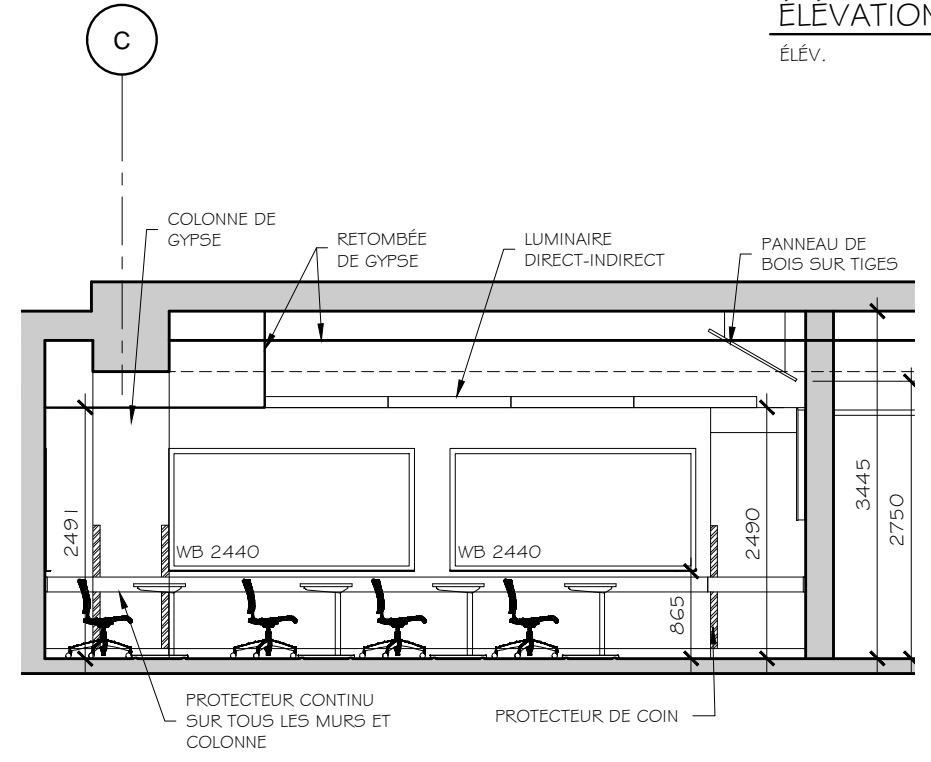 ÉLÉVATION
ÉLÉV.
C
COLONNE DE
GYPSE
RETOMBÉE
DE GYPSE
LUMINAIRE
DIRECT-INDIRECT
PANNEAU DE
BOIS SUR TIGES
2491
WB 2440
WB 2440
865
2490
3445
2750
PROTECTEUR CONTINU
SUR TOUS LES MURS ET
COLONNE
PROTECTEUR DE COIN